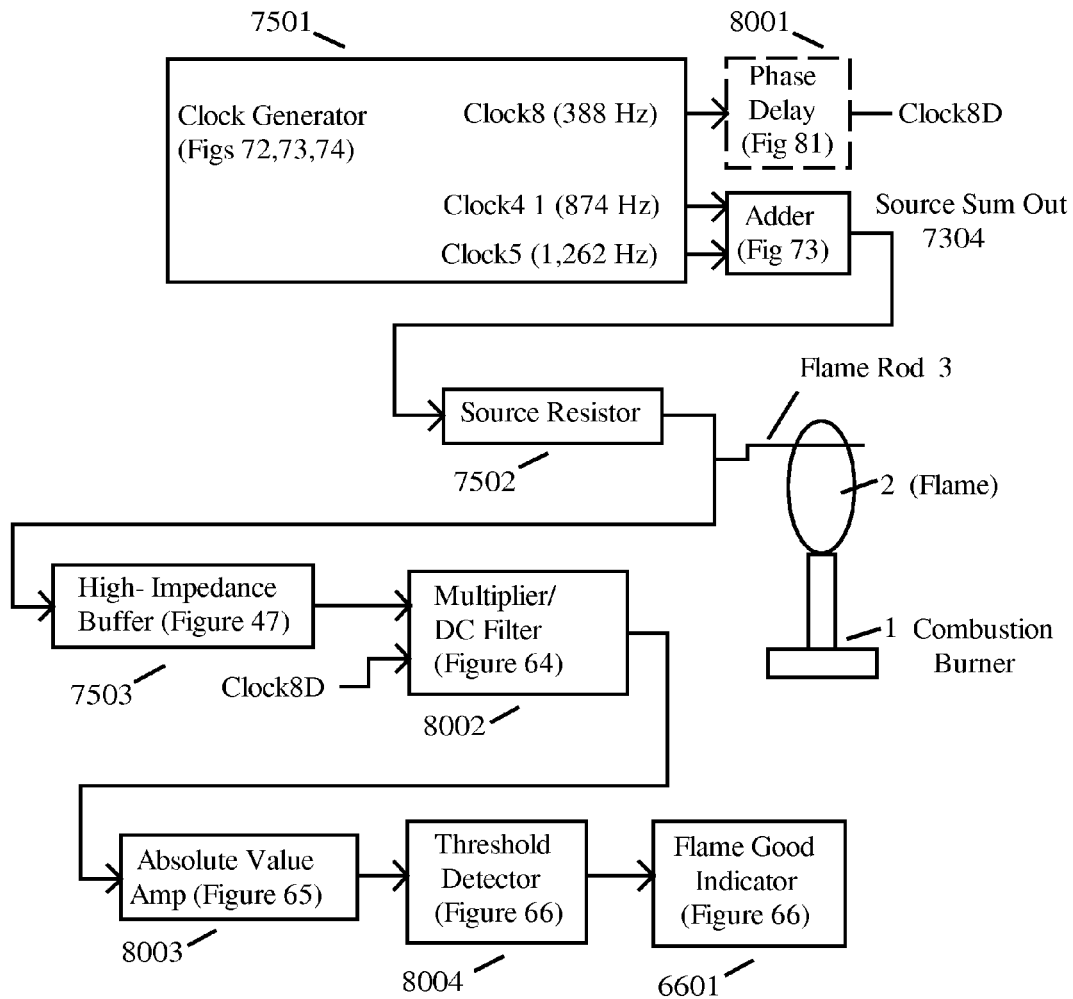 7501
8001
Clock Generator
(Figs 72,73,74)
Clock8 (388 Hz)
Phase
Delay
(Fig 81)
Clock8D
Clock4 1 (874 Hz)
Clock5 (1,262 Hz)
Adder
(Fig 73)
Source Sum Out
7304
Flame Rod 3
Source Resistor
7502
2 (Flame)
High- Impedance
Buffer (Figure 47)
7503
Clock8D
Multiplier/
DC Filter
(Figure 64)
8002
1 Combustion
Burner
Absolute Value
Amp (Figure 65)
8003
Threshold
Detector
(Figure 66)
8004
Flame Good
Indicator
(Figure 66)
6601